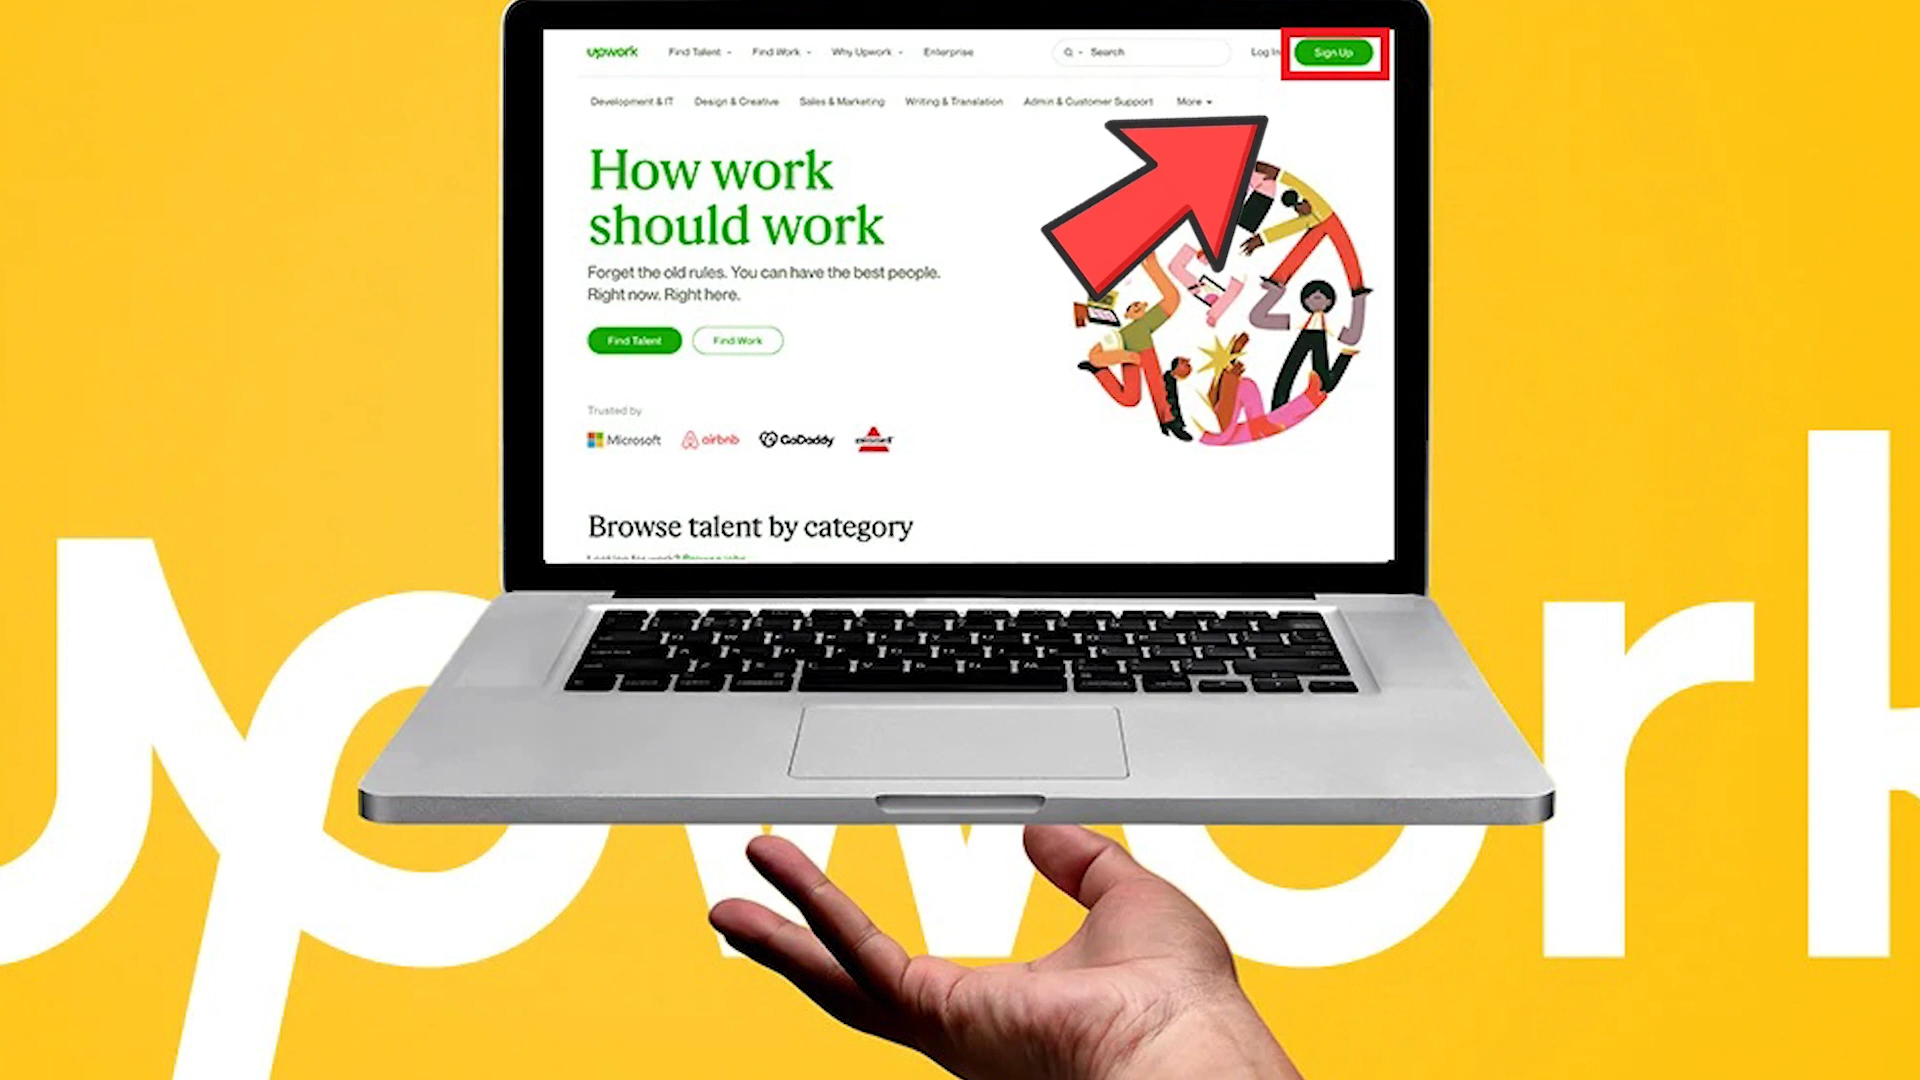 upwork Find Talent Find Work Why Upwork Enterprise Search Log In Sign Up
Development & IT Design & Creative Sales & Marketing Writing & Translation Admin & Customer Support More
How work
should work
Forget the old rules. You can have the best people.
Right now. Right here.
Find Talent Find Work
Trusted by
Microsoft airbnb GoDaddy
Browse talent by category
upwork